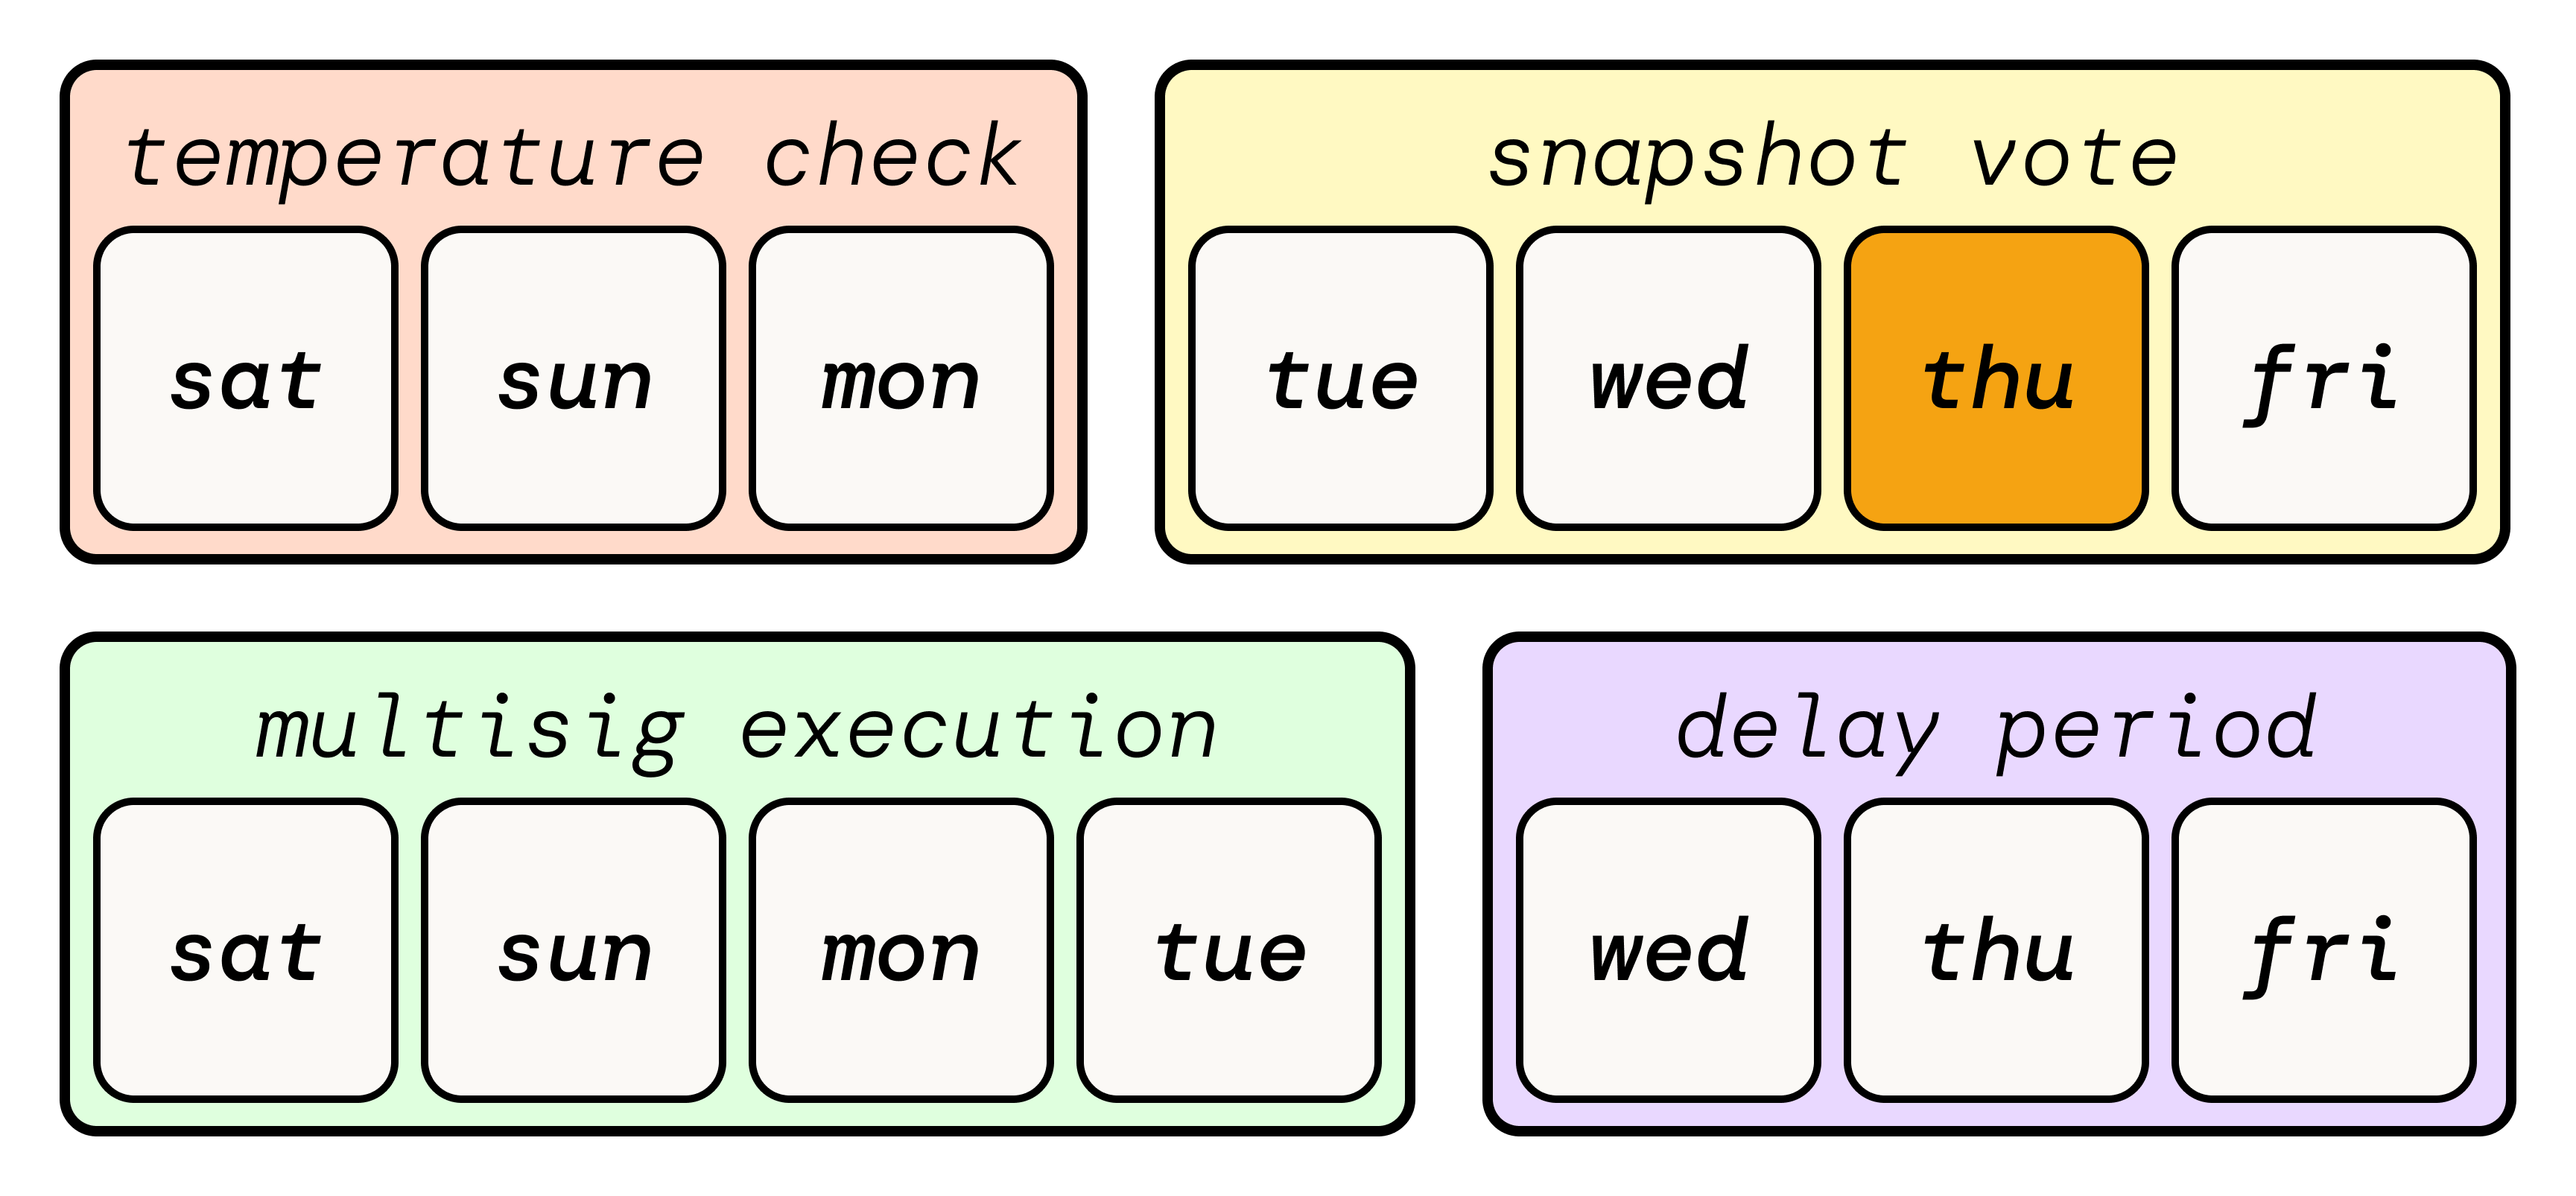 temperature check
sat sun mon
snapshot vote
tue wed thu fri
multisig execution
sat sun mon tue
delay period
wed thu fri